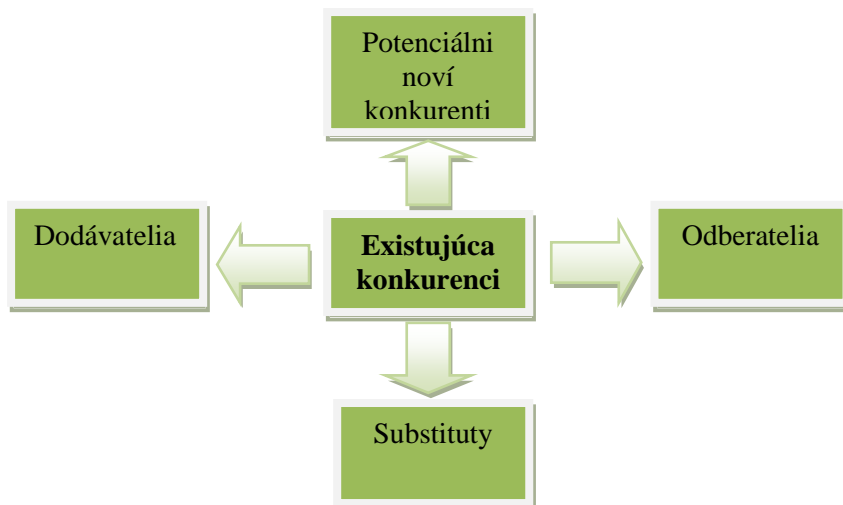 Potenciálni
noví
konkurenti
Dodávatelia
Existujúca
konkurenci
Odberatelia
Substituty